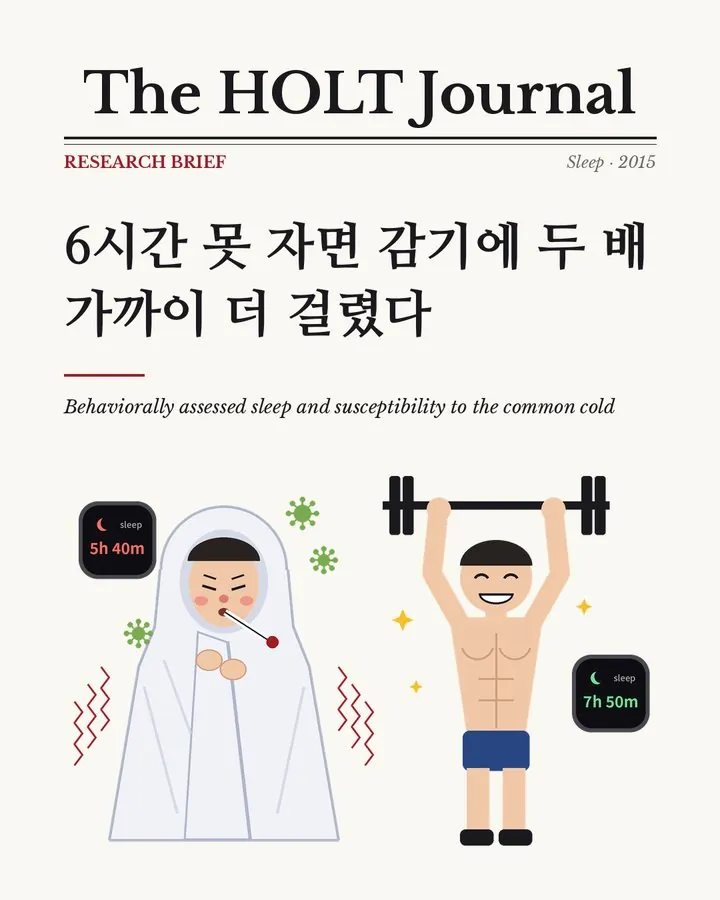 The HOLT Journal
RESEARCH BRIEF
Sleep · 2015
6시간 못 자면 감기에 두 배
가까이 더 걸렸다
Behaviorally assessed sleep and susceptibility to the common cold
sleep
5h 40m
sleep
7h 50m